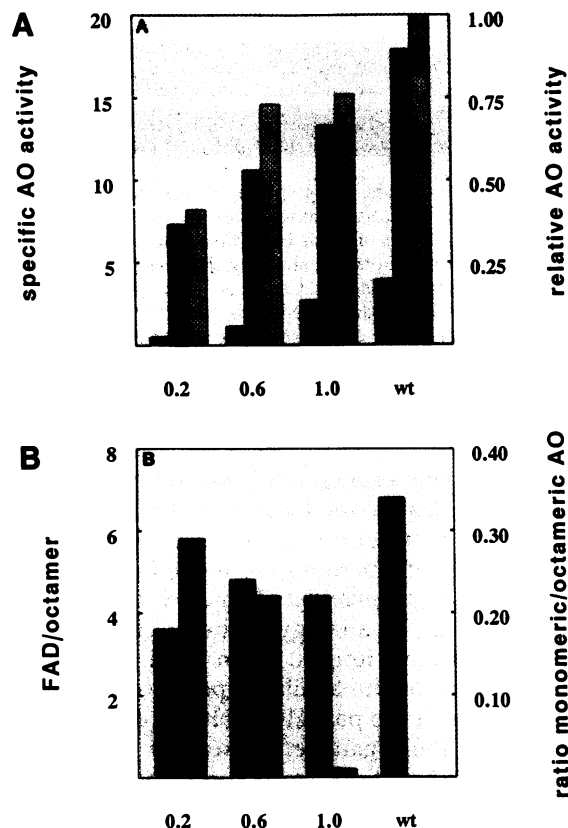 A
A
specific AO activity
20
15
10
5
relative AO activity
1.00
0.75
0.50
0.25
0.2 0.6 1.0 wt
B
B
FAD/octamer
8
6
4
2
ratio monomeric/octameric AO
0.40
0.30
0.20
0.10
0.2 0.6 1.0 wt